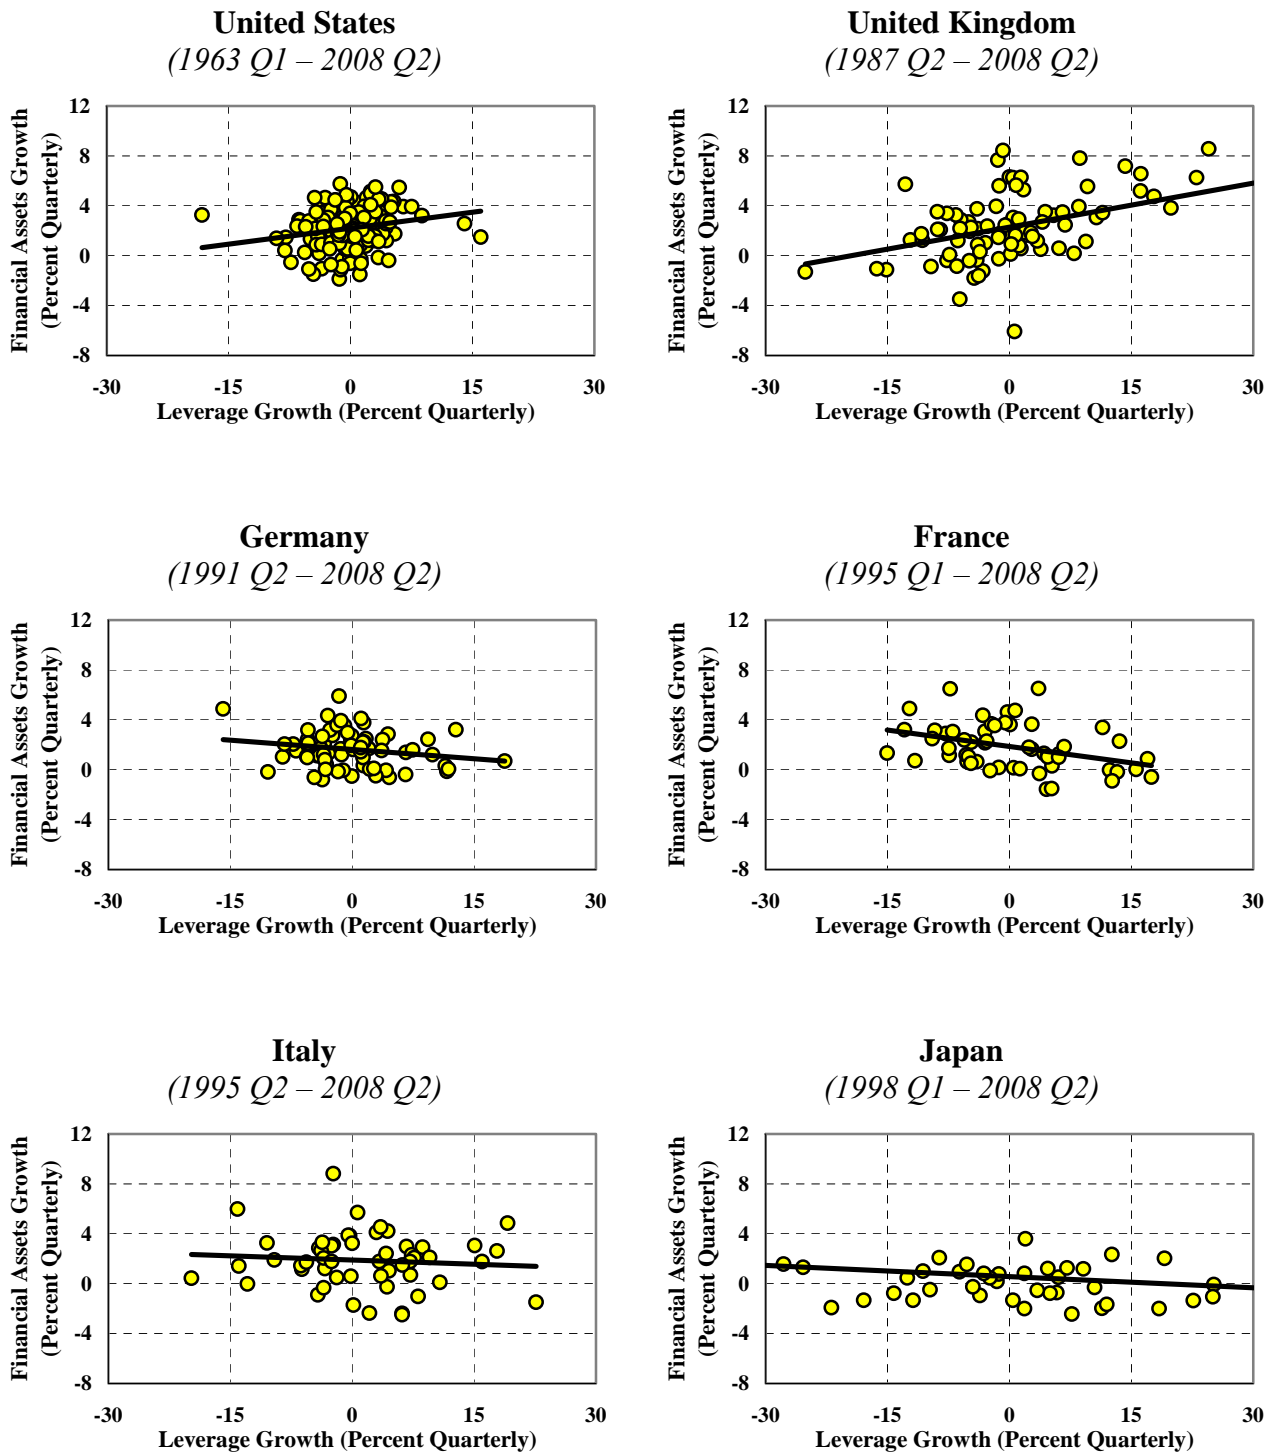 United States
(1963 Q1 – 2008 Q2)
Financial Assets Growth
(Percent Quarterly)
12
8
4
0
-4
-8
-30
-15
0
15
30
Leverage Growth (Percent Quarterly)
United Kingdom
(1987 Q2 – 2008 Q2)
Financial Assets Growth
(Percent Quarterly)
12
8
4
0
-4
-8
-30
-15
0
15
30
Leverage Growth (Percent Quarterly)
Germany
(1991 Q2 – 2008 Q2)
Financial Assets Growth
(Percent Quarterly)
12
8
4
0
-4
-8
-30
-15
0
15
30
Leverage Growth (Percent Quarterly)
France
(1995 Q1 – 2008 Q2)
Financial Assets Growth
(Percent Quarterly)
12
8
4
0
-4
-8
-30
-15
0
15
30
Leverage Growth (Percent Quarterly)
Italy
(1995 Q2 – 2008 Q2)
Financial Assets Growth
(Percent Quarterly)
12
8
4
0
-4
-8
-30
-15
0
15
30
Leverage Growth (Percent Quarterly)
Japan
(1998 Q1 – 2008 Q2)
Financial Assets Growth
(Percent Quarterly)
12
8
4
0
-4
-8
-30
-15
0
15
30
Leverage Growth (Percent Quarterly)